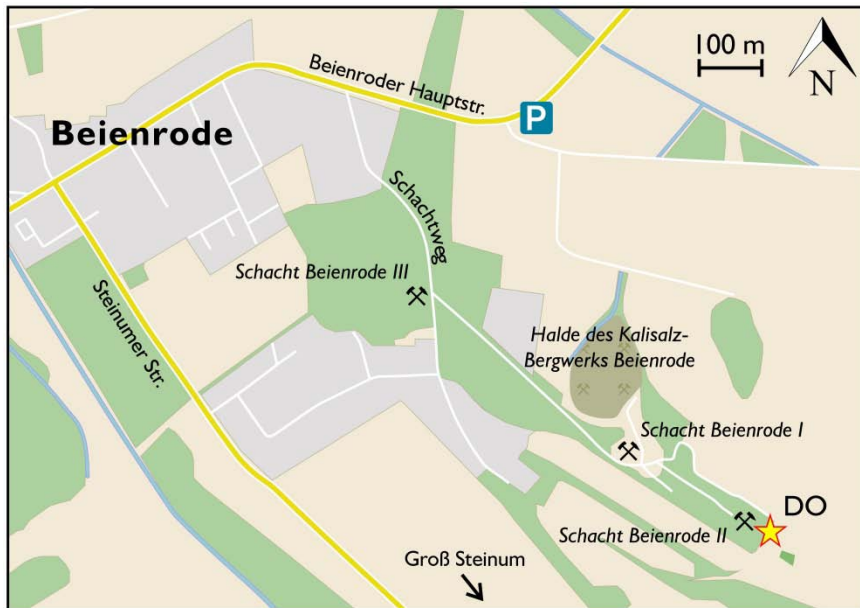 100 m
N
Beienroder Hauptstr.
P
Beienrode
Schachtweg
Schacht Beienrode III
Steinumer Str.
Halde des Kalisalz-
Bergwerks Beienrode
Schacht Beienrode I
DO
Schacht Beienrode II
Groß Steinum